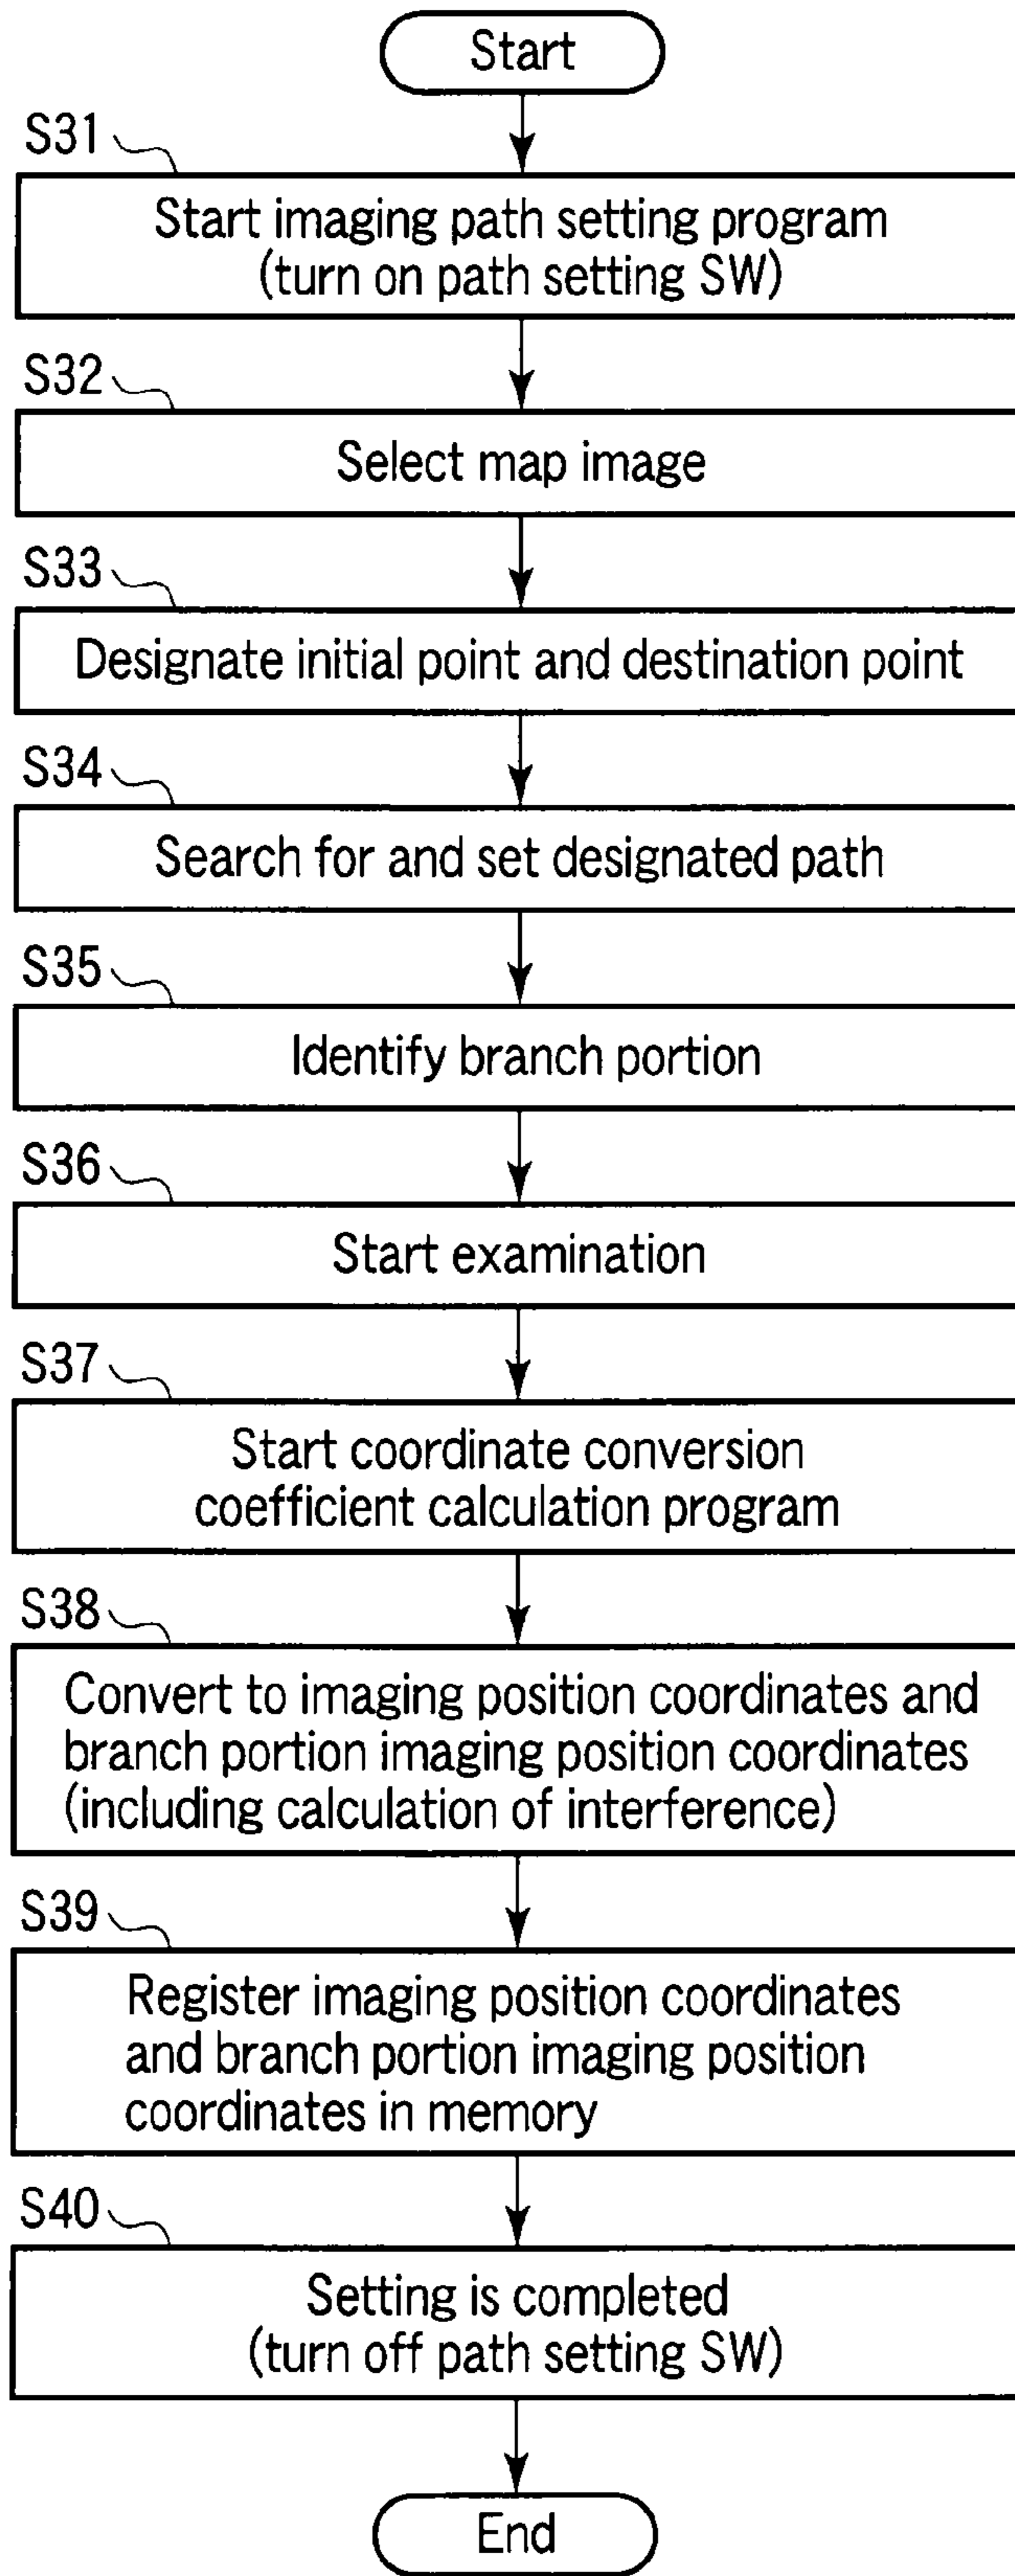 Start
S31
Start imaging path setting program
(turn on path setting SW)
S32
Select map image
S33
Designate initial point and destination point
S34
Search for and set designated path
S35
Identify branch portion
S36
Start examination
S37
Start coordinate conversion
coefficient calculation program
S38
Convert to imaging position coordinates and
branch portion imaging position coordinates
(including calculation of interference)
S39
Register imaging position coordinates
and branch portion imaging position
coordinates in memory
S40
Setting is completed
(turn off path setting SW)
End